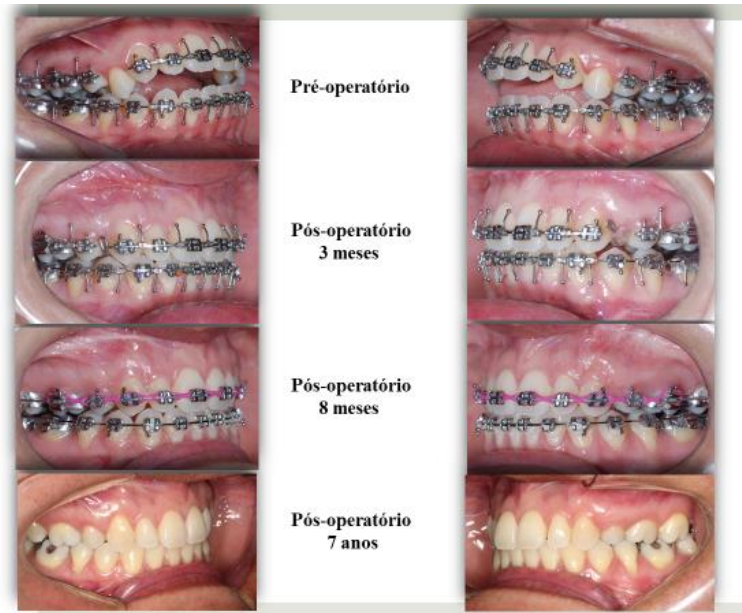 Pré-operatório
Pós-operatório
3 meses
Pós-operatório
8 meses
Pós-operatório
7 anos